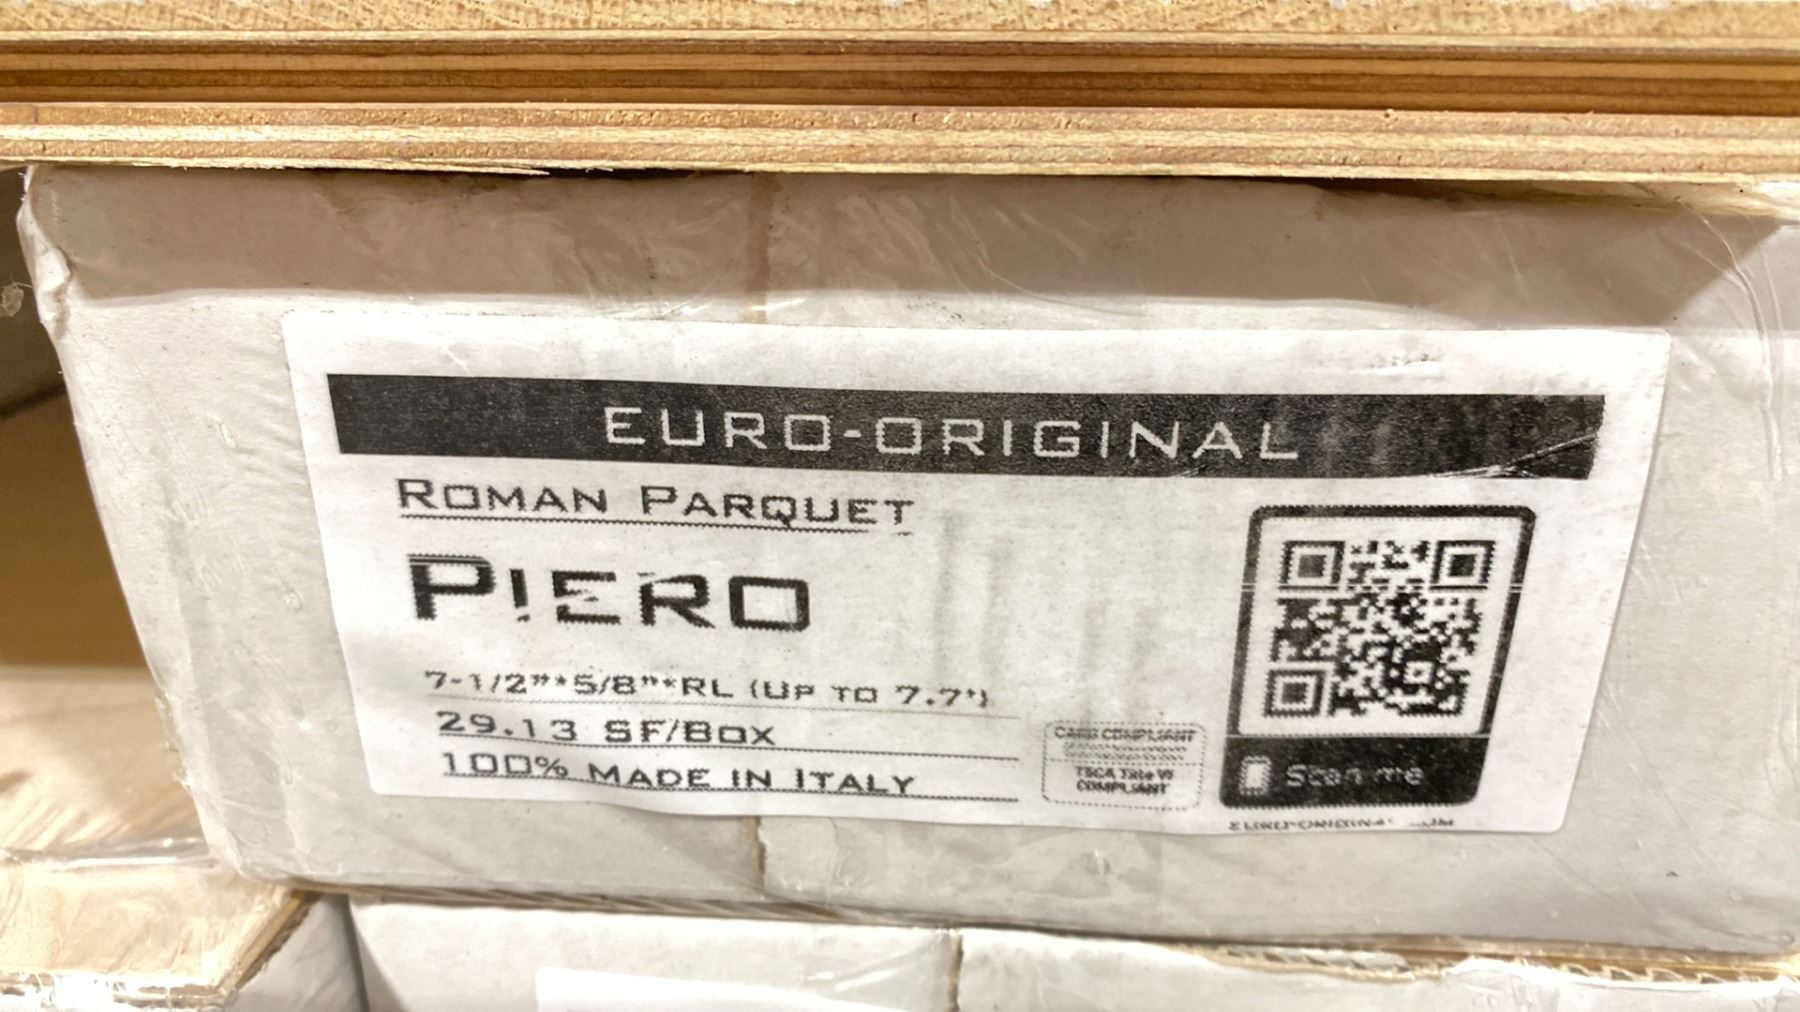 EURO-ORIGINAL
ROMAN PARQUET
PIERO
7-1/2"*5/8"*RL (UP TO 7.7')
29.13 SF/BOX
100% MADE IN ITALY
CARB COMPLIANT
TSCA Title VI
COMPLIANT
Scan me